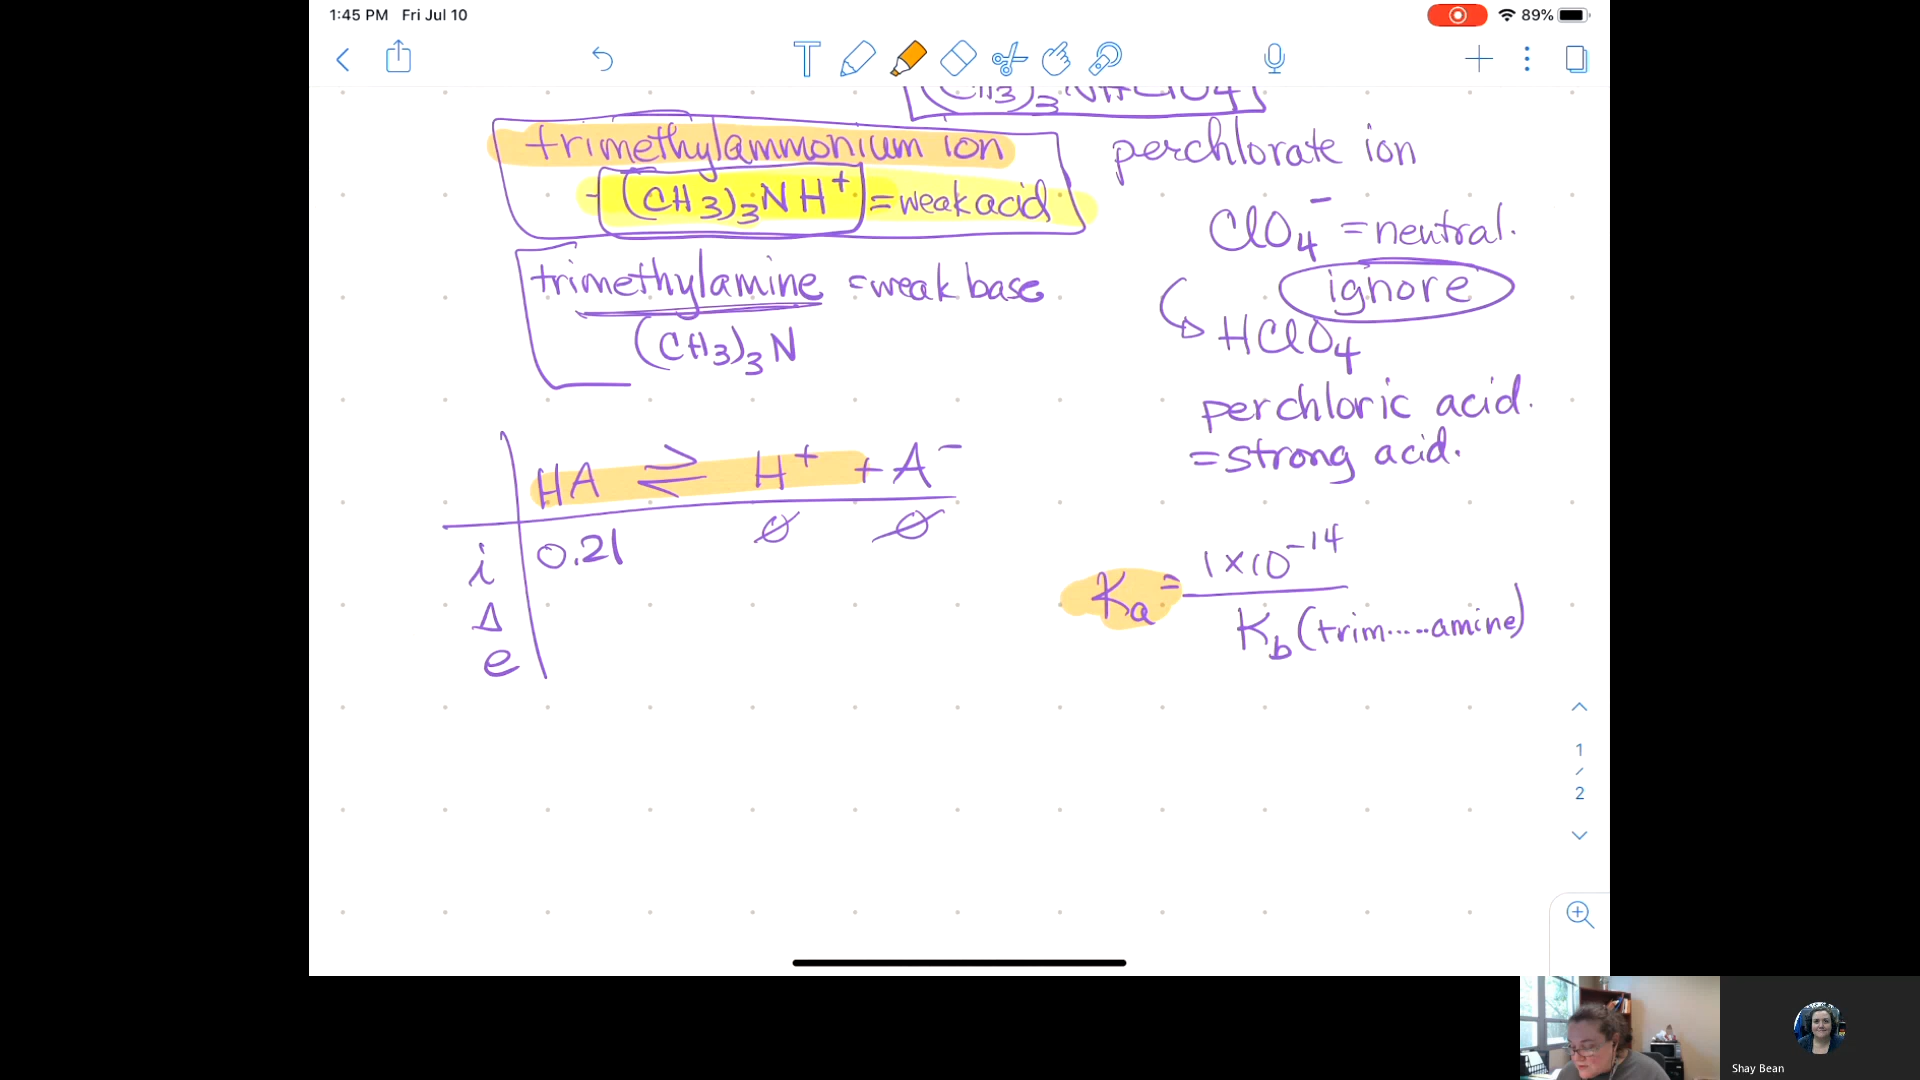 1:45 PM Fri Jul 10
89%
T
(CH3)3NHClO4
trimethylammonium ion
perchlorate ion
- (CH3)3NH+ = weak acid
ClO4- = neutral.
ignore
trimethylamine = weak base
(CH3)3N
HClO4
perchloric acid.
= strong acid.
HA ⇌ H+ + A-
i 0.21 ∅ ∅
Δ
e
Ka = 1×10-14
Kb (trim.....amine)
1
/
2
Shay Bean